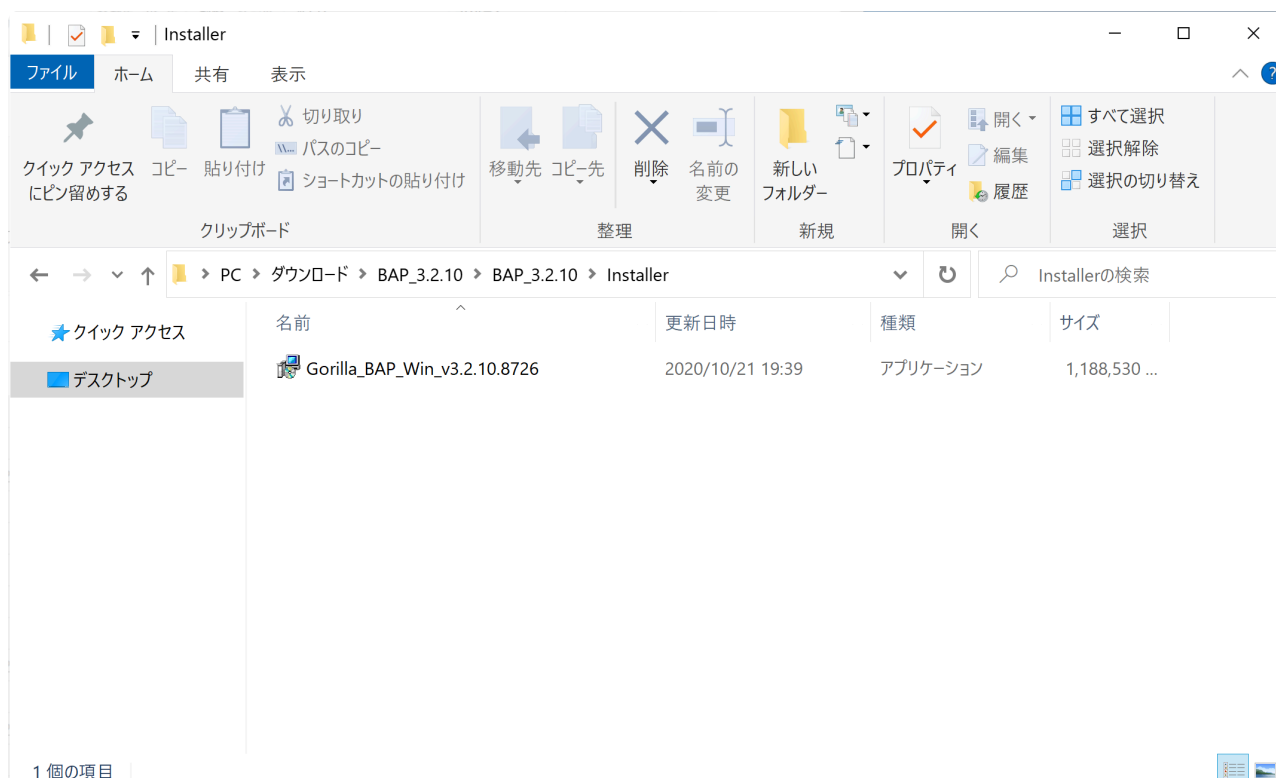 Installer
ファイル ホーム 共有 表示
クイック アクセス
にピン留めする
コピー
貼り付け
切り取り
パスのコピー
ショートカットの貼り付け
クリップボード
移動先
コピー先
削除
名前の
変更
整理
新しい
フォルダー
新規
プロパティ
開く
編集
履歴
開く
すべて選択
選択解除
選択の切り替え
選択
PC ダウンロード BAP_3.2.10 BAP_3.2.10 Installer
Installerの検索
クイック アクセス
デスクトップ
名前 更新日時 種類 サイズ
Gorilla_BAP_Win_v3.2.10.8726 2020/10/21 19:39 アプリケーション 1,188,530 ...
1 個の項目